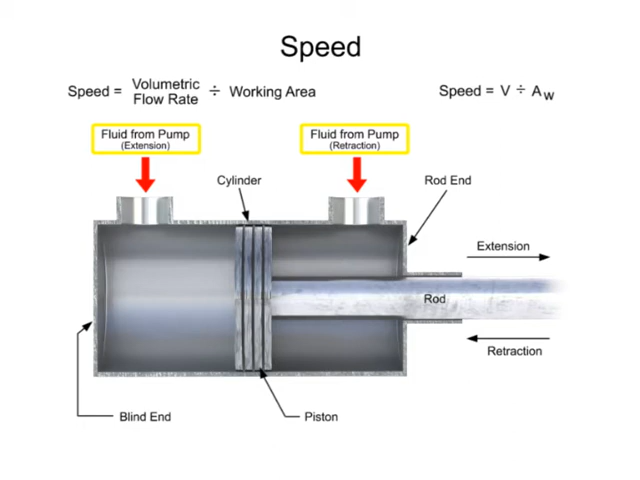 Speed
Speed = Volumetric Flow Rate ÷ Working Area
Speed = V ÷ Aw
Fluid from Pump
(Extension)
Fluid from Pump
(Retraction)
Cylinder
Rod End
Extension
Rod
Retraction
Blind End
Piston